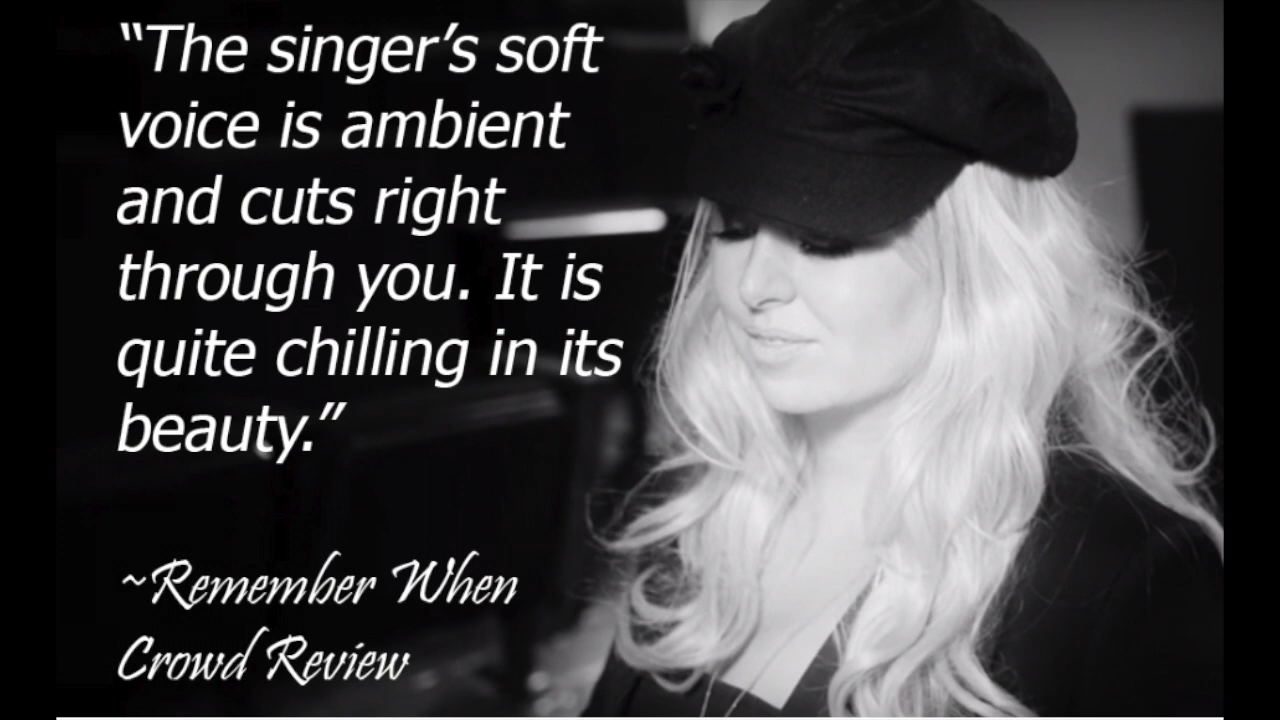 “The singer’s soft
voice is ambient
and cuts right
through you. It is
quite chilling in its
beauty.”
~Remember When
Crowd Review